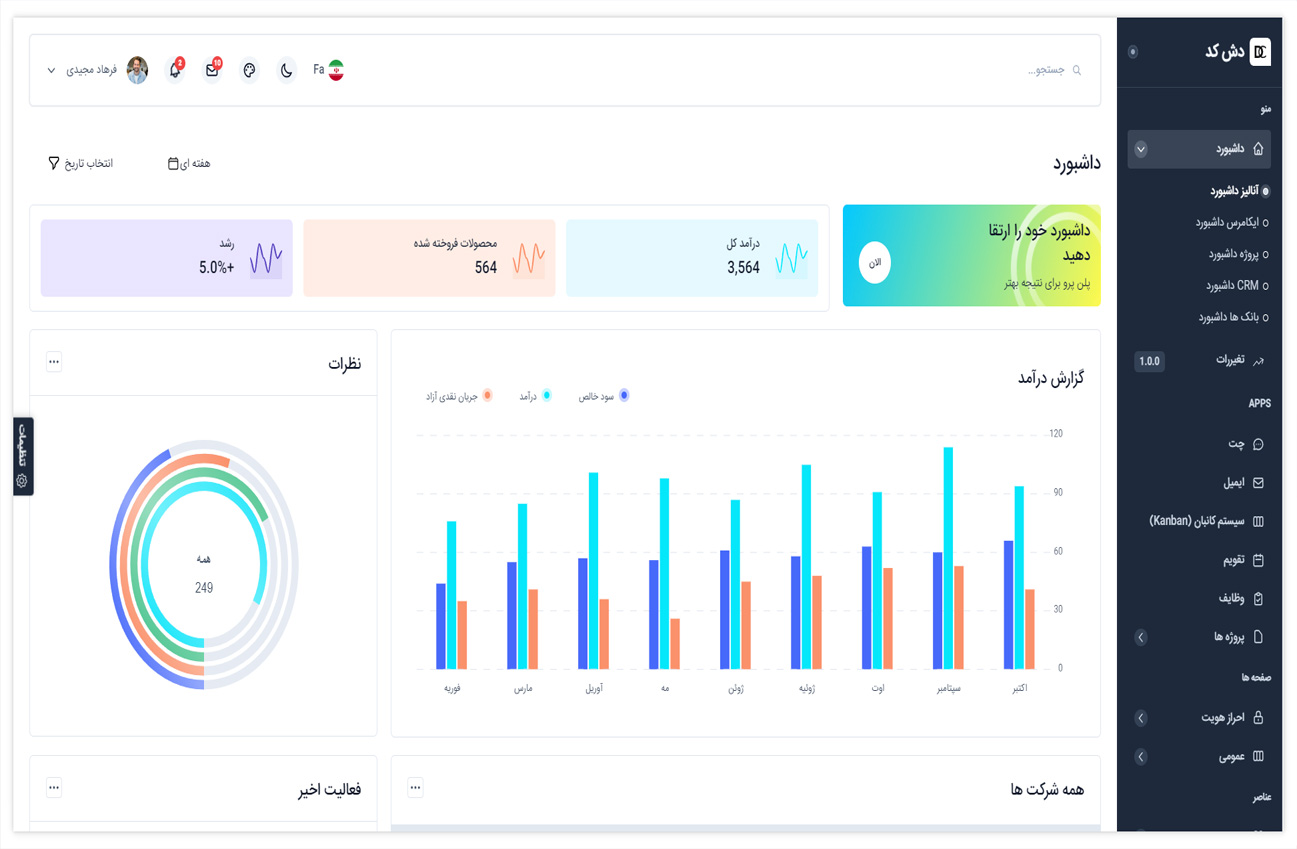 دش کد
DC
منو
داشبورد
آنالیز داشبورد
ایکامرس داشبورد
پروژه داشبورد
CRM داشبورد
بانک ها داشبورد
تغییرات
1.0.0
APPS
چت
ایمیل
سیستم کانبان (Kanban)
تقویم
وظایف
پروژه ها
صفحه ها
احراز هویت
عمومی
عناصر
جستجو...
Fa
10
2
فرهاد مجیدی
داشبورد
هفته ای
انتخاب تاریخ
داشبورد خود را ارتقا
دهید
پلن پرو برای نتیجه بهتر
الان
درآمد کل
3,564
محصولات فروخته شده
564
رشد
+5.0%
گزارش درآمد
سود خالص
درآمد
جریان نقدی آزاد
120
90
60
30
0
اکتبر
سپتامبر
اوت
ژوئیه
ژوئن
مه
آوریل
مارس
فوریه
نظرات
همه
249
تنظیمات
همه شرکت ها
فعالیت اخیر